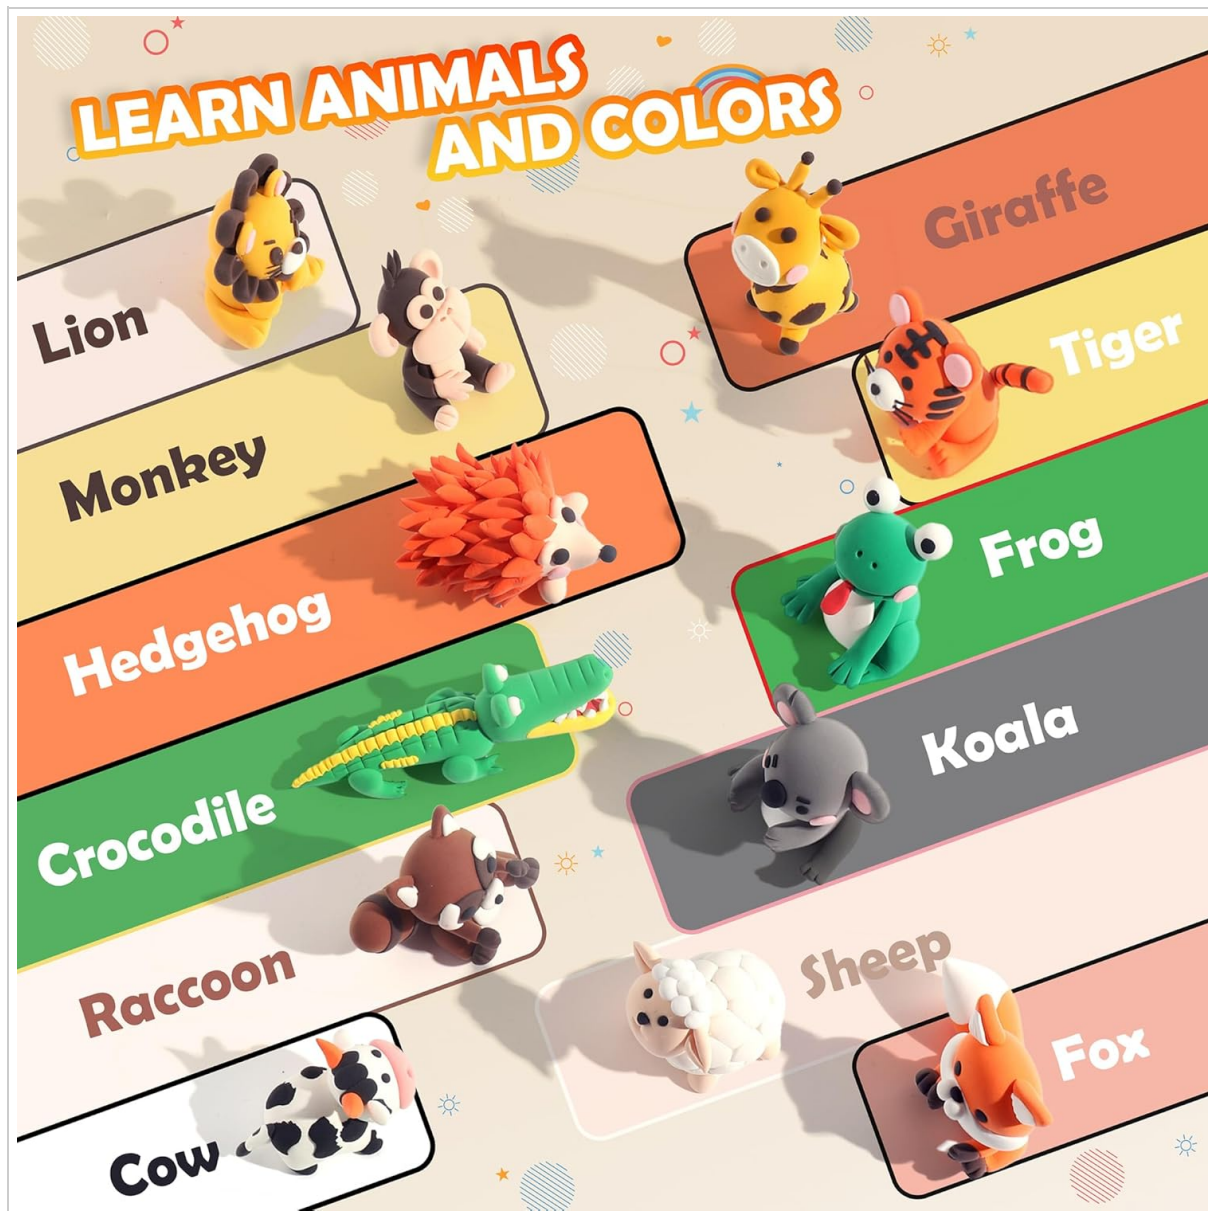 LEARN ANIMALS
AND COLORS
Lion
Monkey
Hedgehog
Crocodile
Raccoon
Cow
Giraffe
Tiger
Frog
Koala
Sheep
Fox